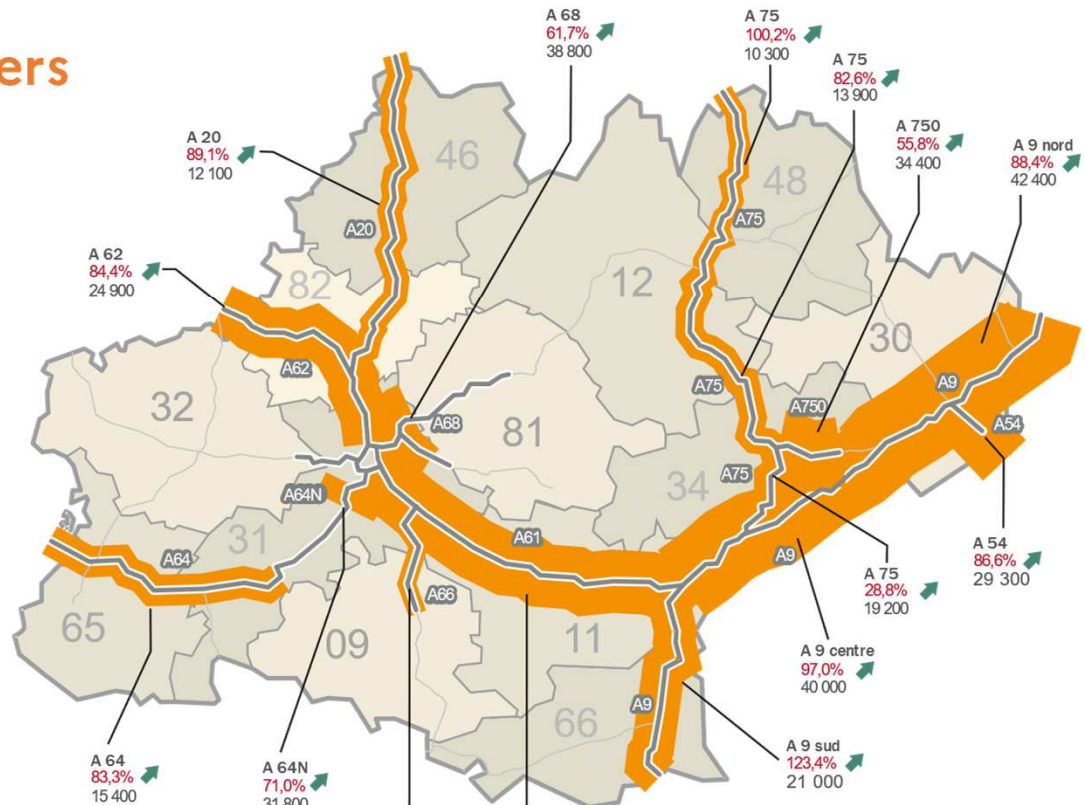 ers
A 68
61,7%
38 800
A 75
100,2%
10 300
A 75
82,6%
13 900
A 750
55,8%
34 400
A 9 nord
88,4%
42 400
A 20
89,1%
12 100
A 62
84,4%
24 900
46
48
A20
A75
82
12
30
A62
A75
A9
32
A750
A68
81
A54
34
A75
A64N
31
A64
A61
A9
A 54
86,6%
29 300
A 75
28,8%
19 200
A66
65
09
11
A 9 centre
97,0%
40 000
A9
66
A 9 sud
123,4%
21 000
A 64
83,3%
15 400
A 64N
71,0%
31 800